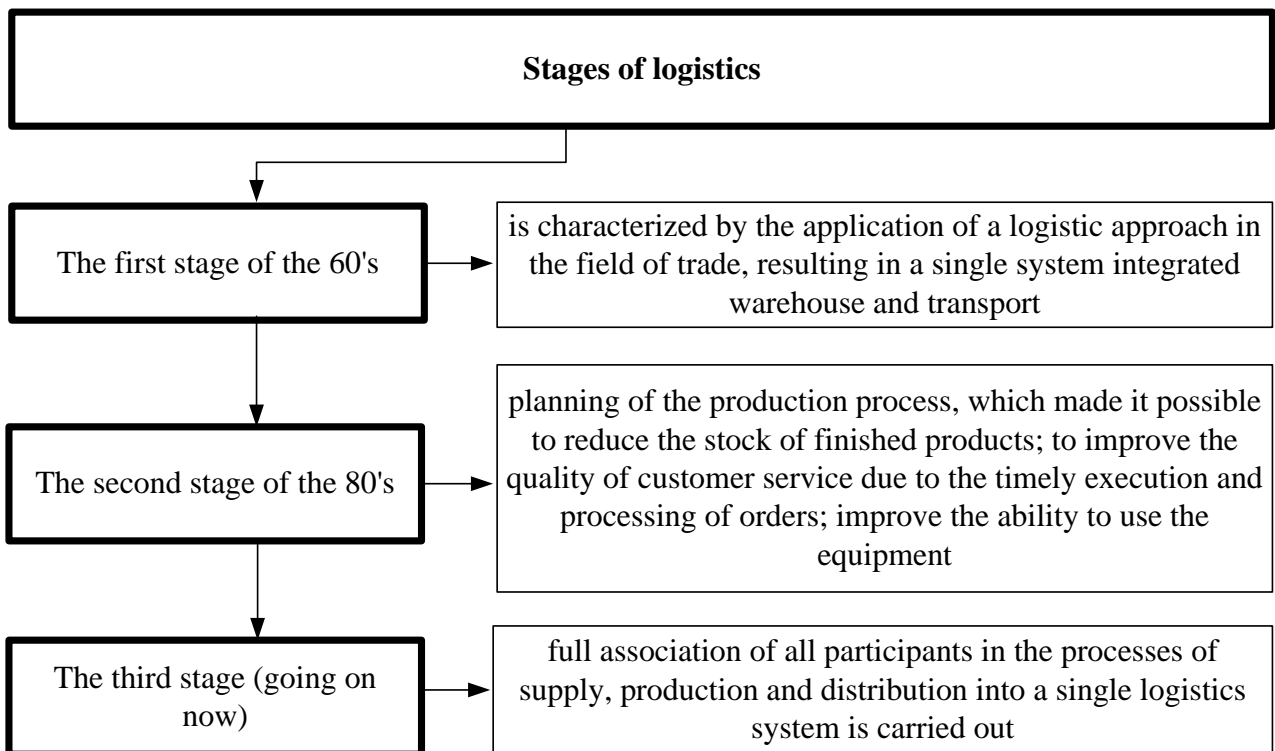 Stages of logistics
The first stage of the 60's
is characterized by the application of a logistic approach in
the field of trade, resulting in a single system integrated
warehouse and transport
The second stage of the 80's
planning of the production process, which made it possible
to reduce the stock of finished products; to improve the
quality of customer service due to the timely execution and
processing of orders; improve the ability to use the
equipment
The third stage (going on
now)
full association of all participants in the processes of
supply, production and distribution into a single logistics
system is carried out